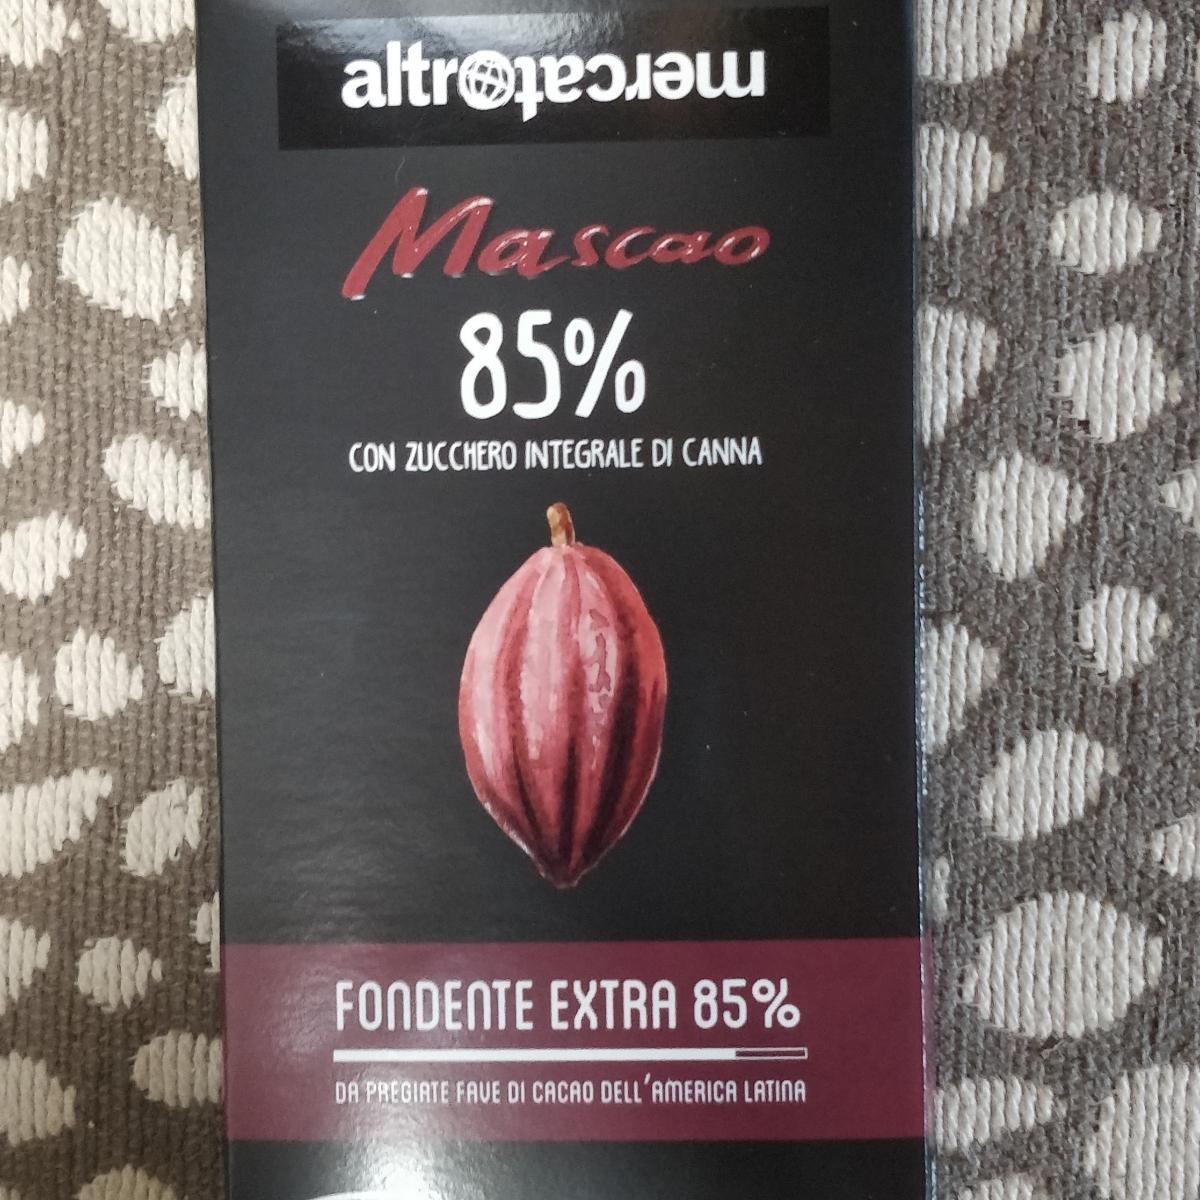 altromercato
Mascao
85%
CON ZUCCHERO INTEGRALE DI CANNA
FONDENTE EXTRA 85%
DA PREGIATE FAVE DI CACAO DELL'AMERICA LATINA